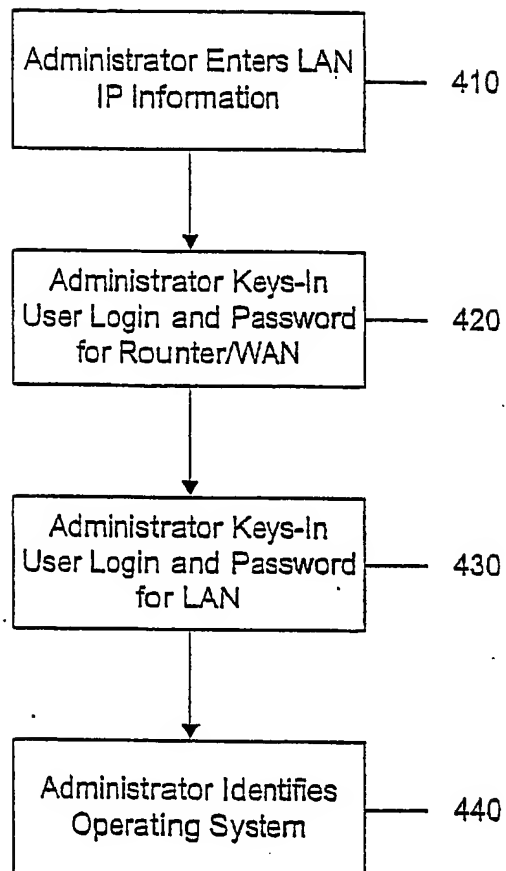 Administrator Enters LAN
IP Information
410
Administrator Keys-In
User Login and Password
for Rounter/WAN
420
Administrator Keys-In
User Login and Password
for LAN
430
Administrator Identifies
Operating System
440